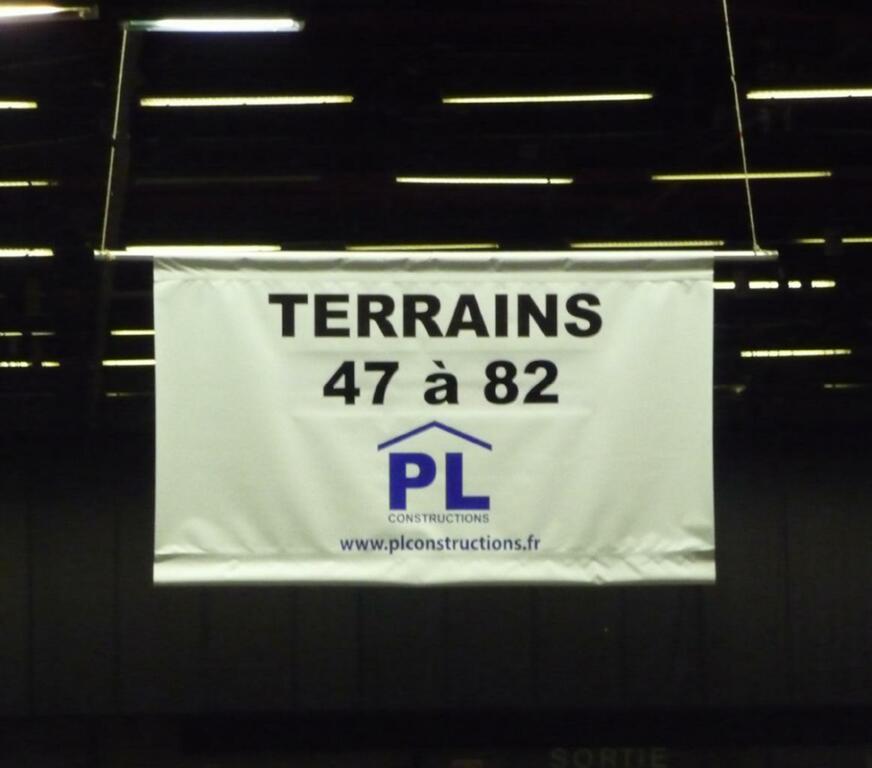 TERRAINS
47 à 82
PL
CONSTRUCTIONS
www.plconstructions.fr
SORTIE